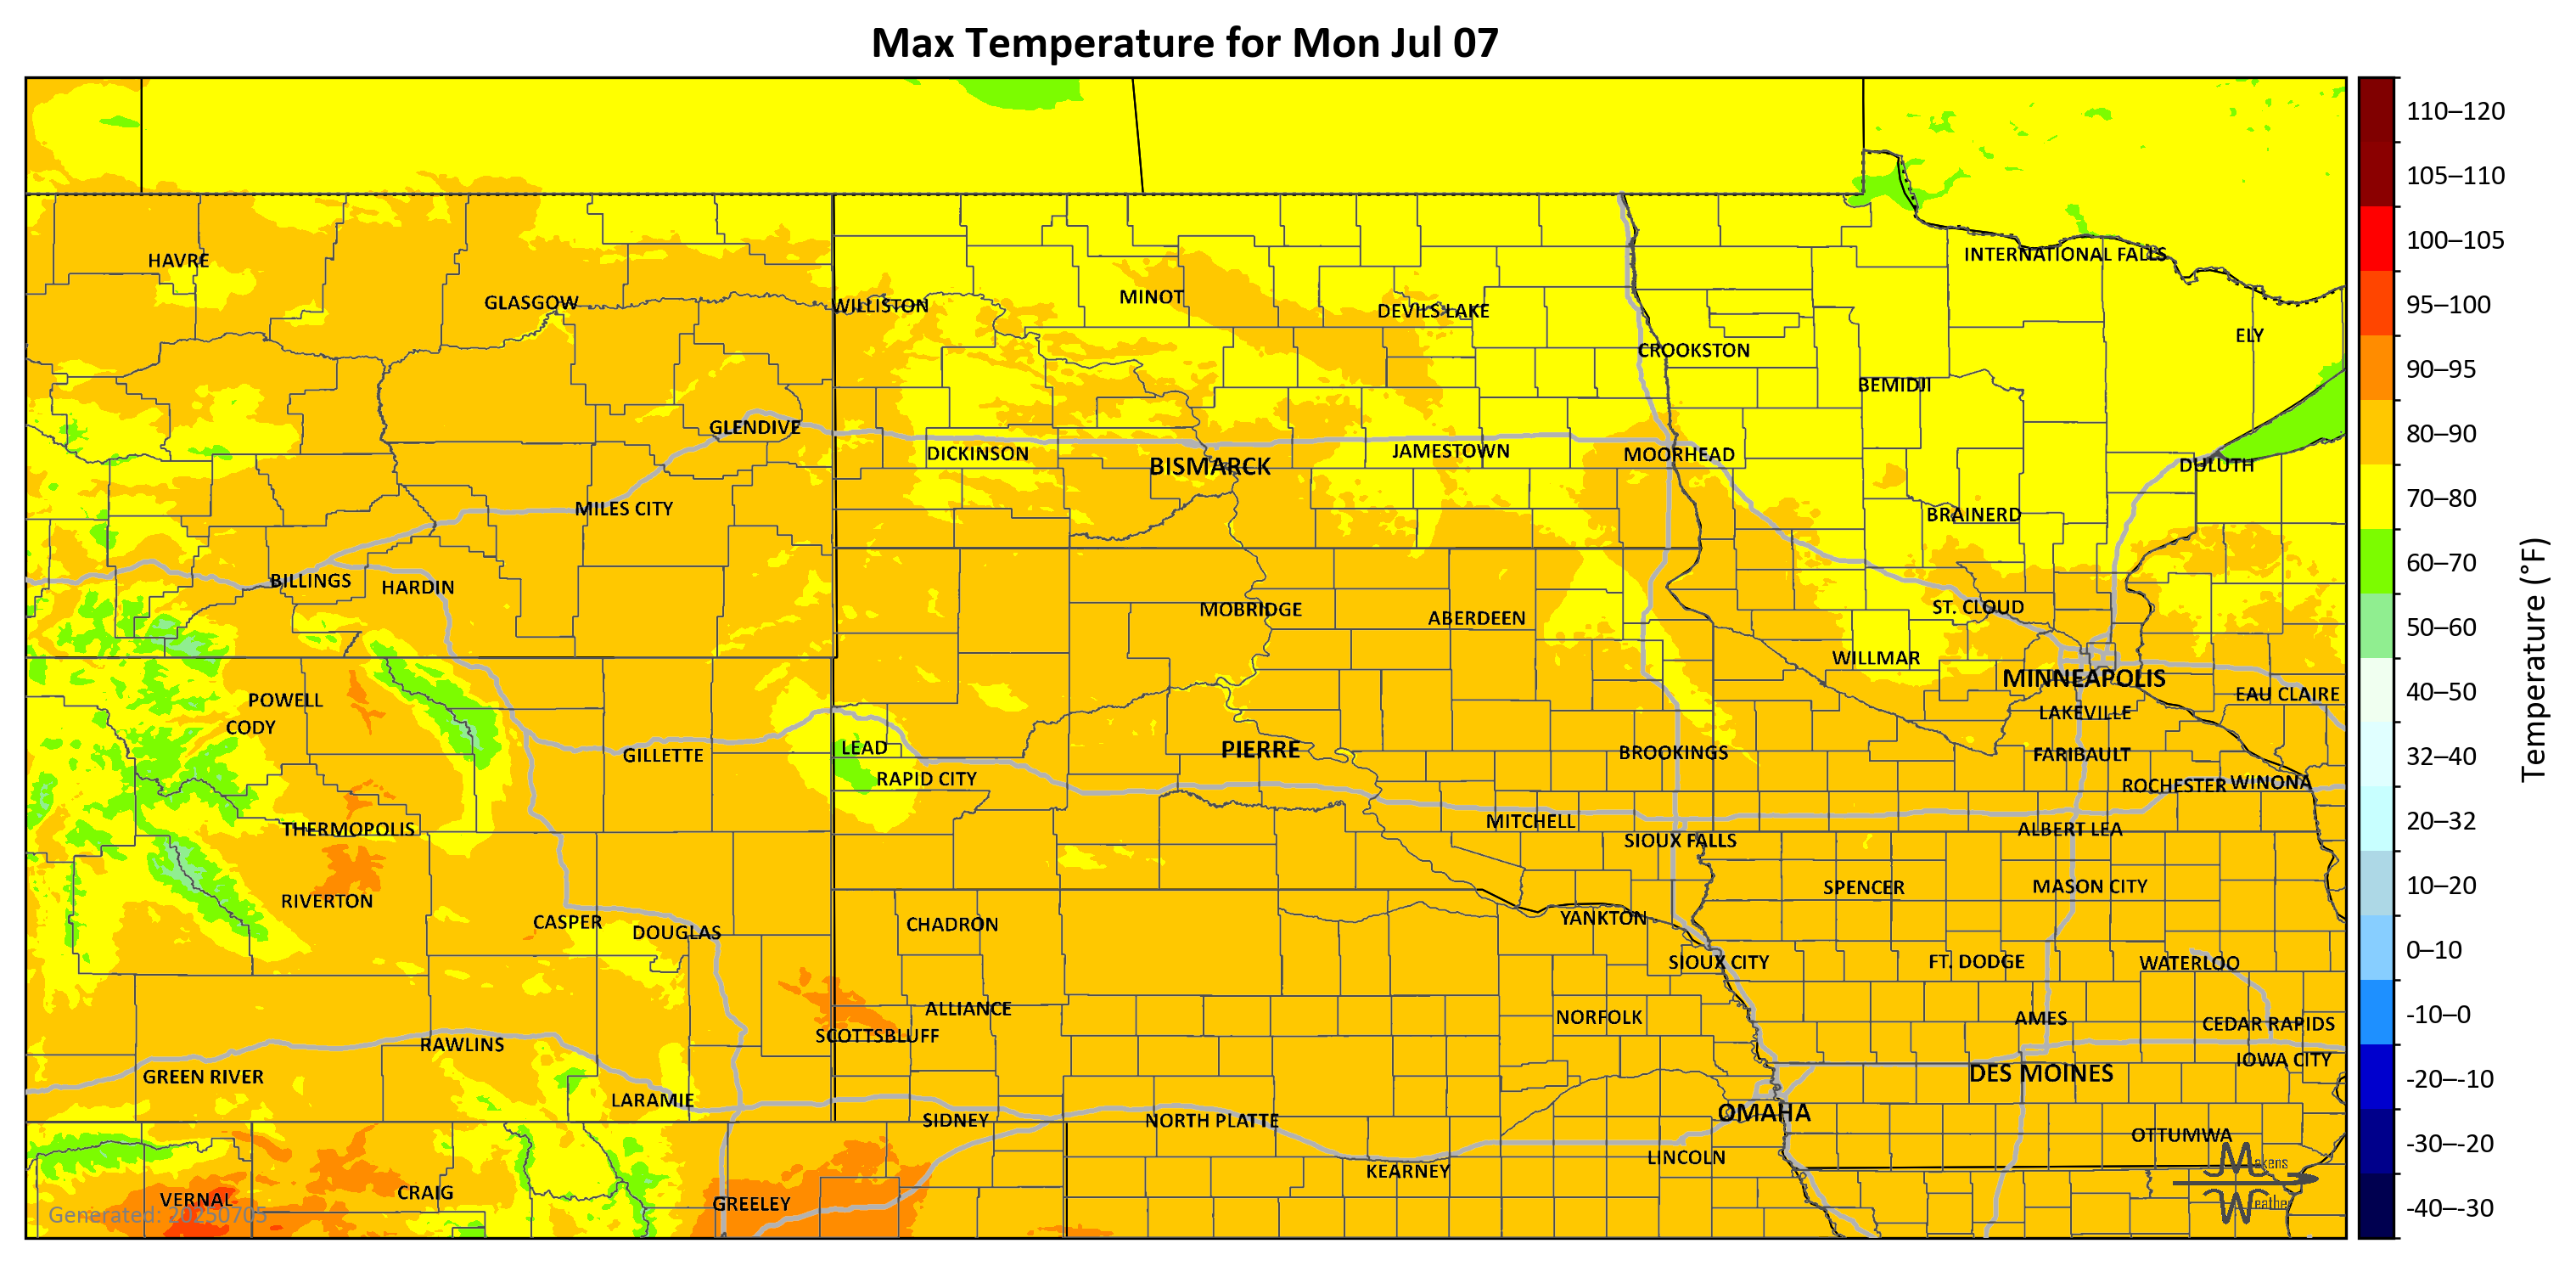 Max Temperature for Mon Jul 07
HAVRE
GLASGOW
WILLISTON
MINOT
DEVILS LAKE
INTERNATIONAL FALLS
CROOKSTON
ELY
BEMIDJI
GLENDIVE
DICKINSON
BISMARCK
JAMESTOWN
MOORHEAD
DULUTH
MILES CITY
BRAINERD
BILLINGS
HARDIN
MOBRIDGE
ABERDEEN
ST. CLOUD
WILLMAR
MINNEAPOLIS
EAU CLAIRE
POWELL
CODY
LAKEVILLE
GILLETTE
LEAD
PIERRE
BROOKINGS
FARIBAULT
RAPID CITY
ROCHESTER
WINONA
THERMOPOLIS
MITCHELL
SIOUX FALLS
ALBERT LEA
RIVERTON
SPENCER
MASON CITY
CASPER
DOUGLAS
CHADRON
YANKTON
SIOUX CITY
FT. DODGE
WATERLOO
ALLIANCE
NORFOLK
AMES
CEDAR RAPIDS
SCOTTSBLUFF
RAWLINS
IOWA CITY
GREEN RIVER
DES MOINES
LARAMIE
SIDNEY
NORTH PLATTE
OMAHA
OTTUMWA
LINCOLN
KEARNEY
VERNAL
CRAIG
GREELEY
Generated: 20250705
Makens
Weather
110–120
105–110
100–105
95–100
90–95
80–90
70–80
60–70
50–60
40–50
32–40
20–32
10–20
0–10
-10–0
-20–-10
-30–-20
-40–-30
Temperature (°F)